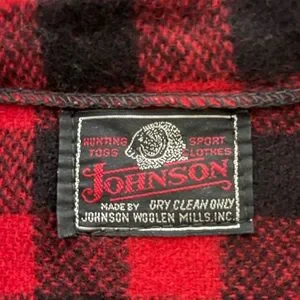 HUNTING SPORT
TOGS CLOTHES
JOHNSON
MADE BY DRY CLEAN ONLY
JOHNSON WOOLEN MILLS, INC.